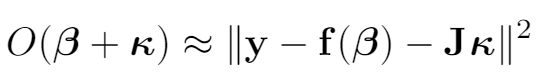 O(β + κ) ≈ ‖y − f(β) − Jκ‖²